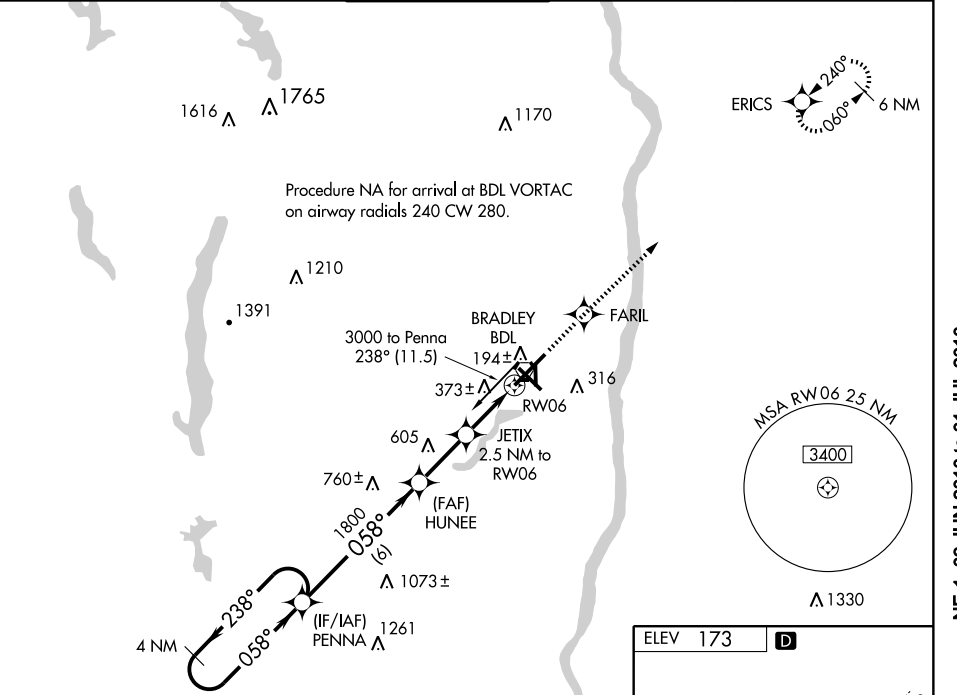 1616
1765
1170
ERICS
240°
060°
6 NM
Procedure NA for arrival at BDL VORTAC
on airway radials 240 CW 280.
1210
1391
BRADLEY
BDL
FARIL
3000 to Penna
238° (11.5)
194±
373±
316
RW06
MSA RW06 25 NM
3400
605
JETIX
2.5 NM to
RW06
760±
(FAF)
HUNEE
1800
058°
(6)
1073±
1330
238°
058°
4 NM
(IF/IAF)
PENNA
1261
ELEV 173
D